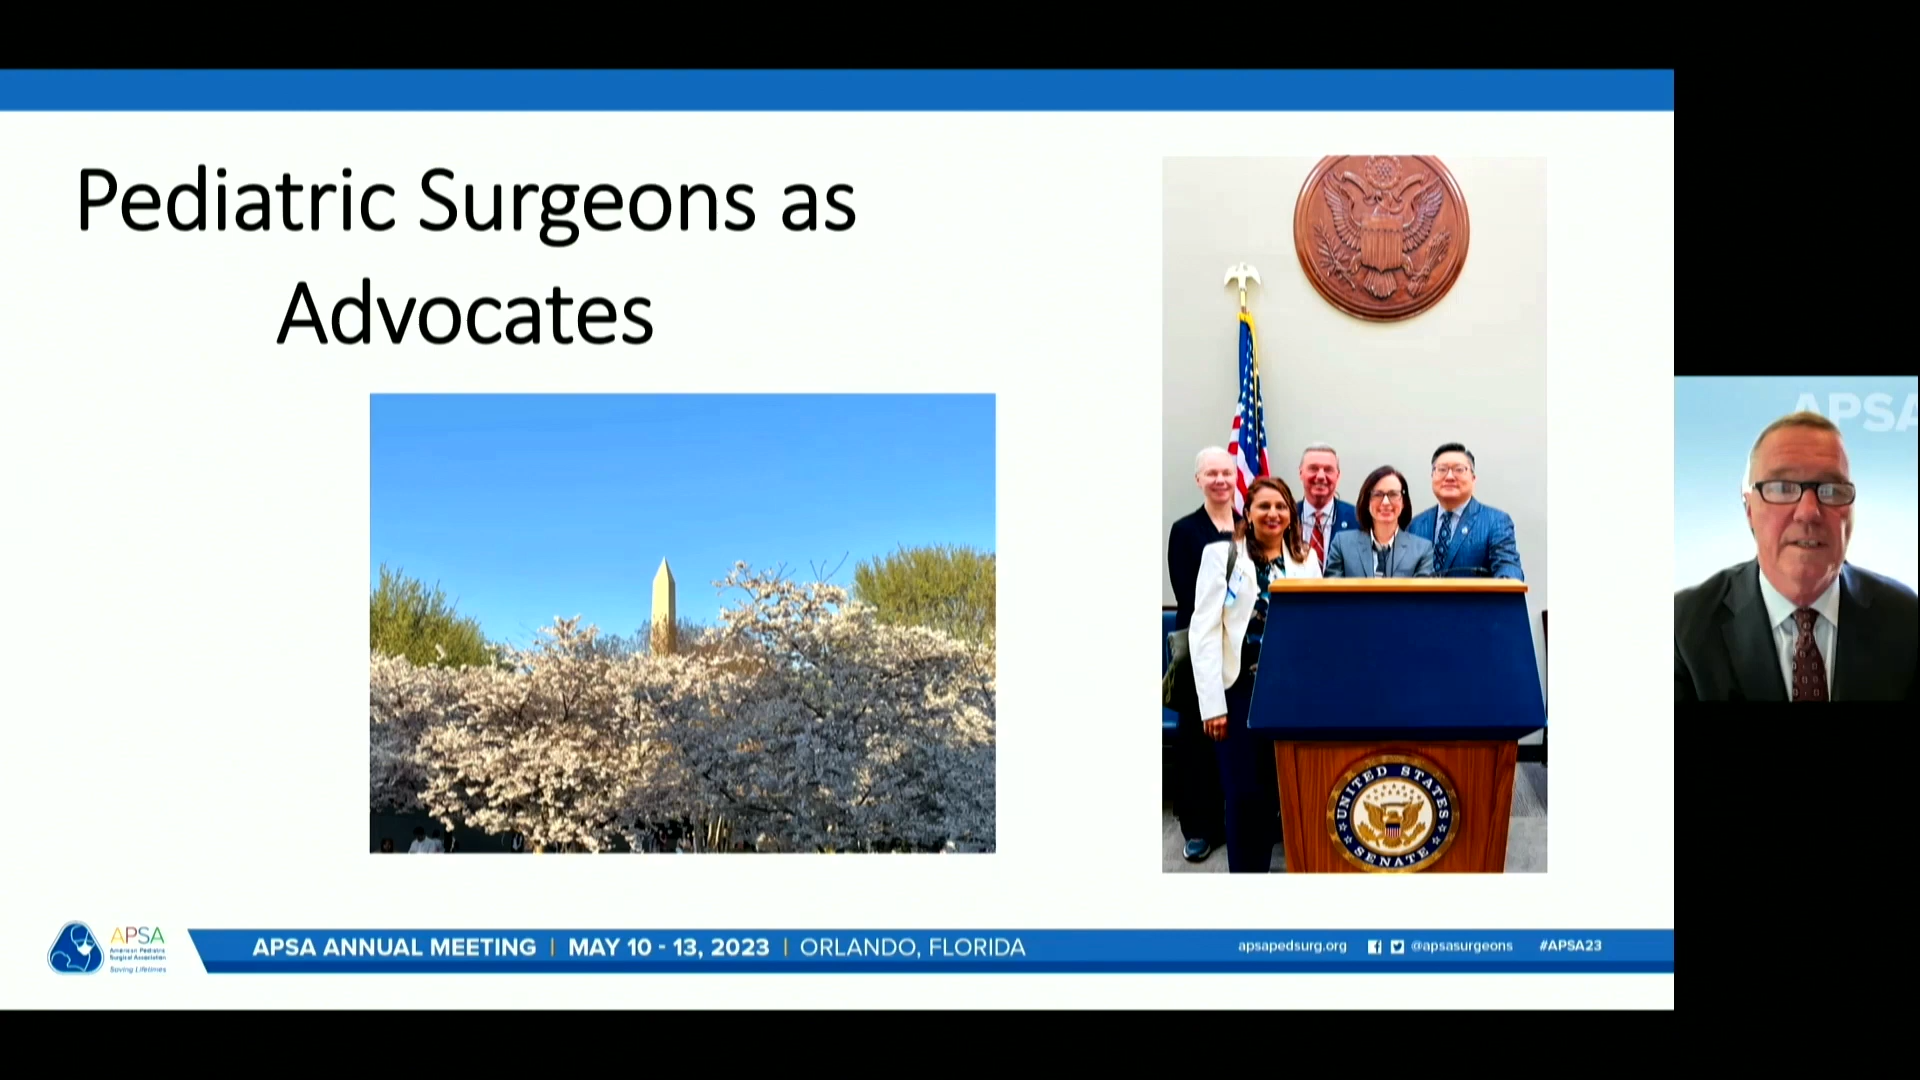 Pediatric Surgeons as
Advocates
APSA
UNITED STATES
SENATE
APSA
American Pediatric
Surgical Association
Saving Lifetimes
APSA ANNUAL MEETING | MAY 10 - 13, 2023 | ORLANDO, FLORIDA
apsapedsurg.org
@apsasurgeons
#APSA23